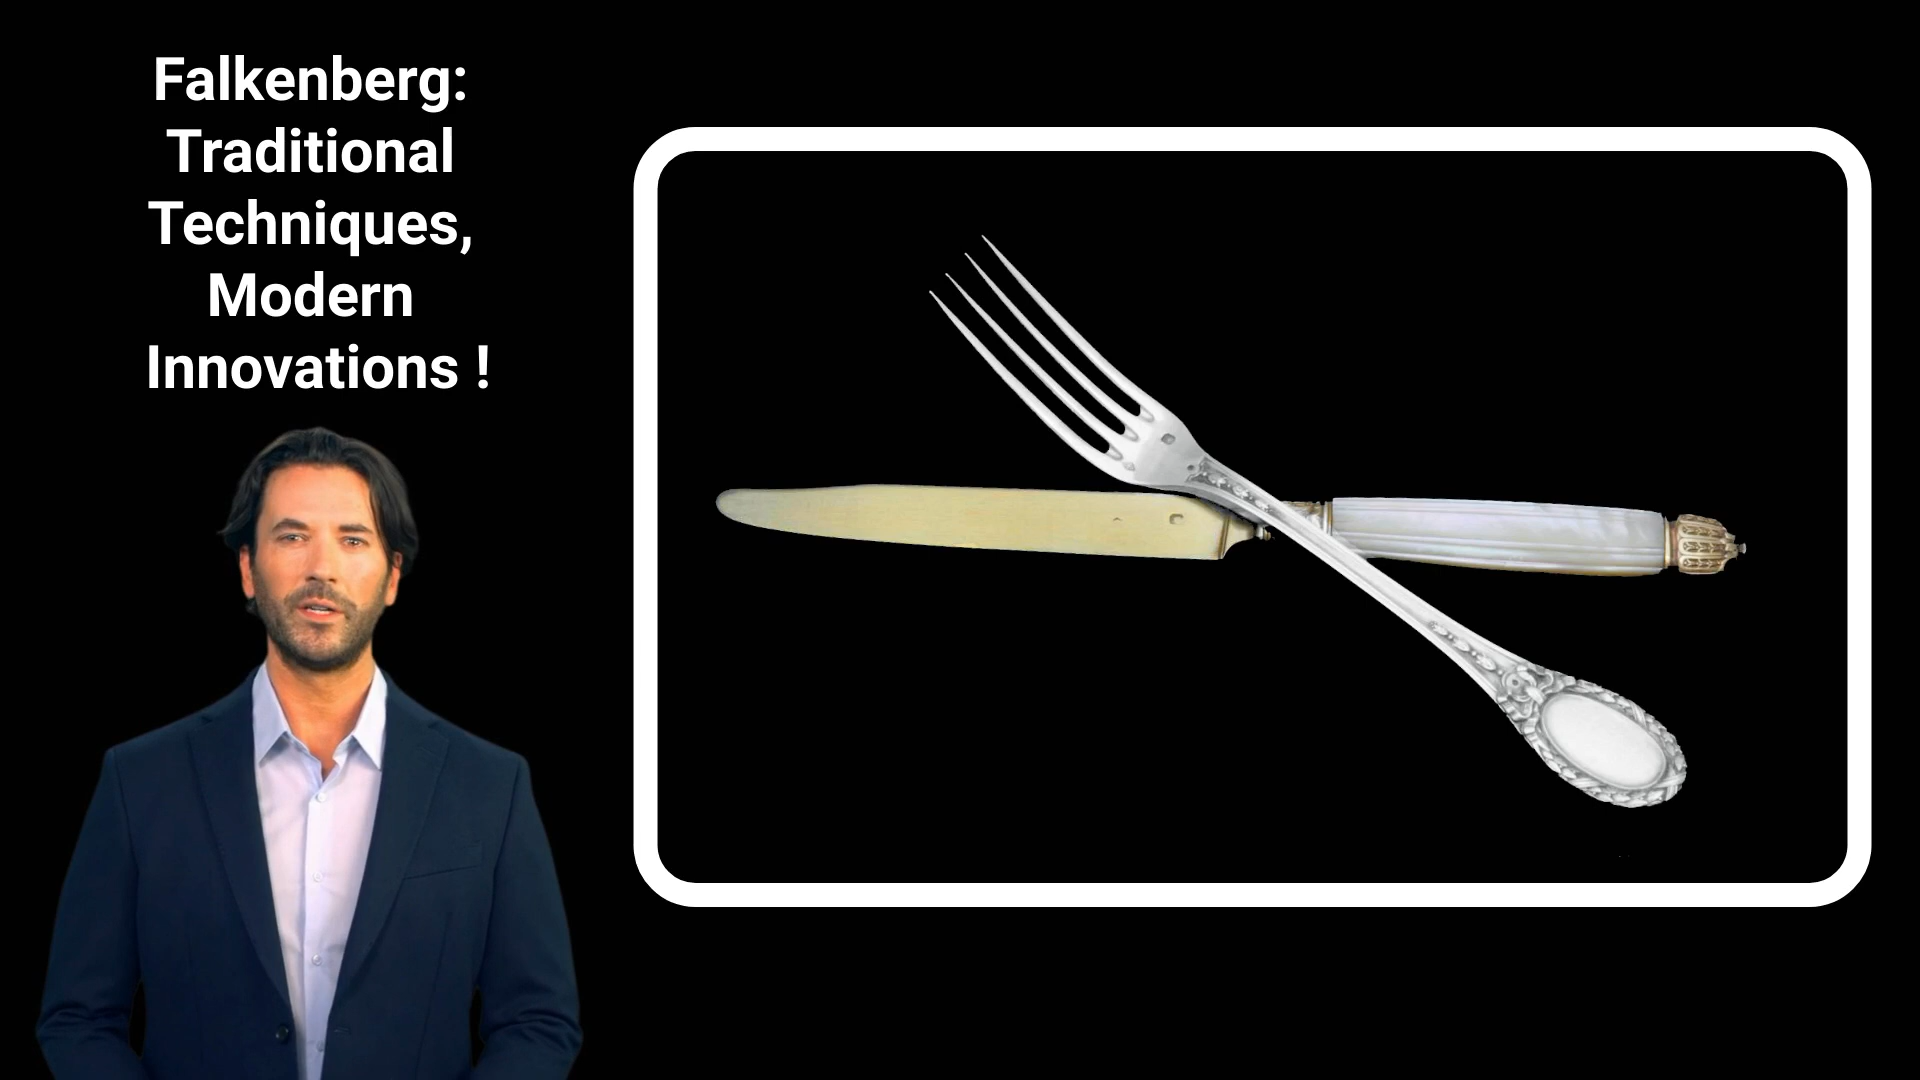 Falkenberg:
Traditional
Techniques,
Modern
Innovations !